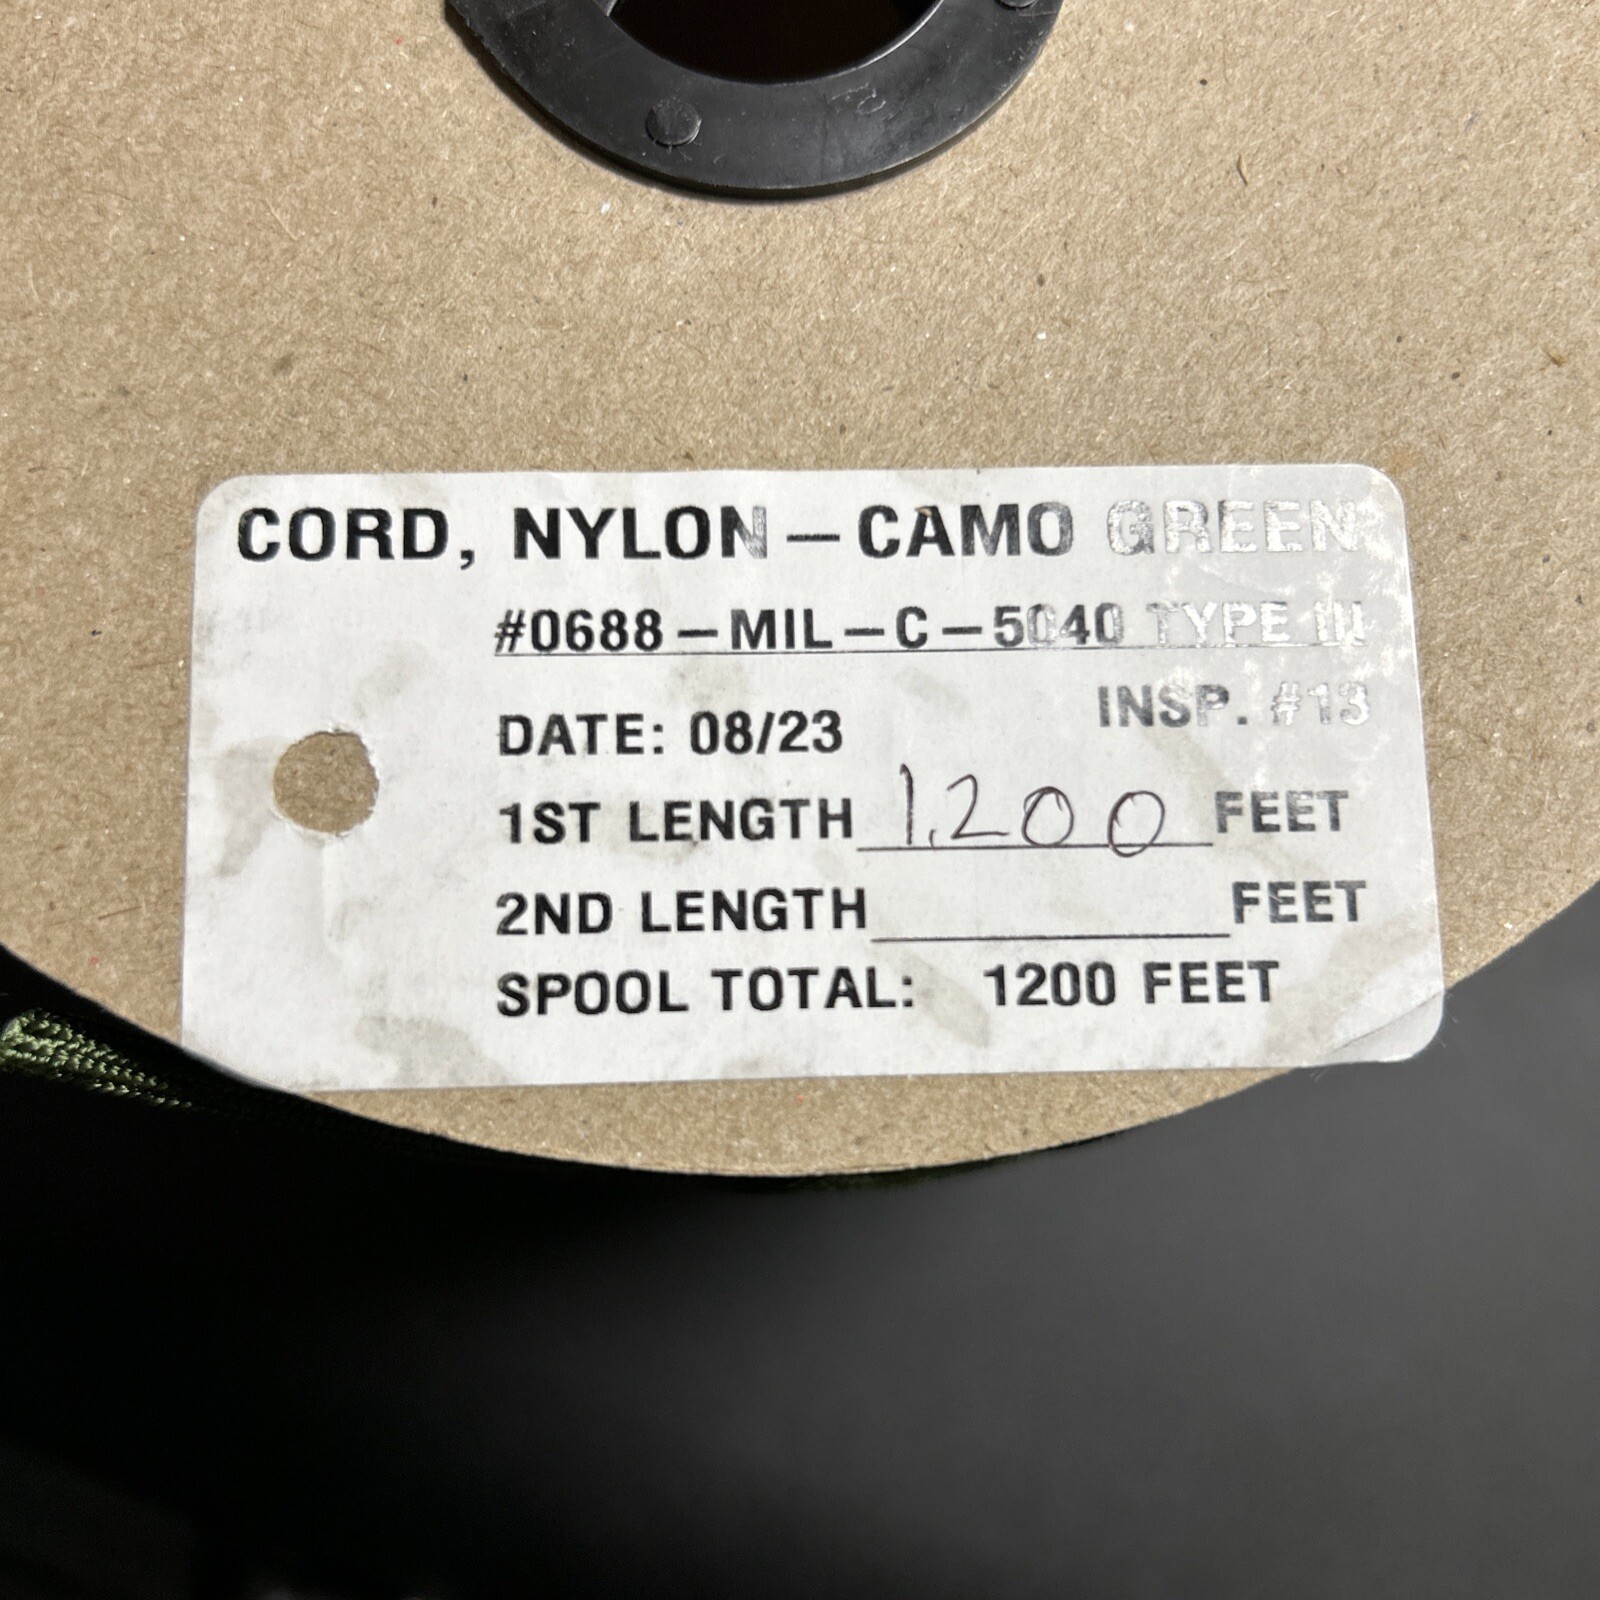 CORD, NYLON — CAMO GREEN
#0688 — MIL — C — 5040 TYPE III
INSP. #13
DATE: 08/23
1ST LENGTH 1,200 FEET
2ND LENGTH FEET
SPOOL TOTAL: 1200 FEET